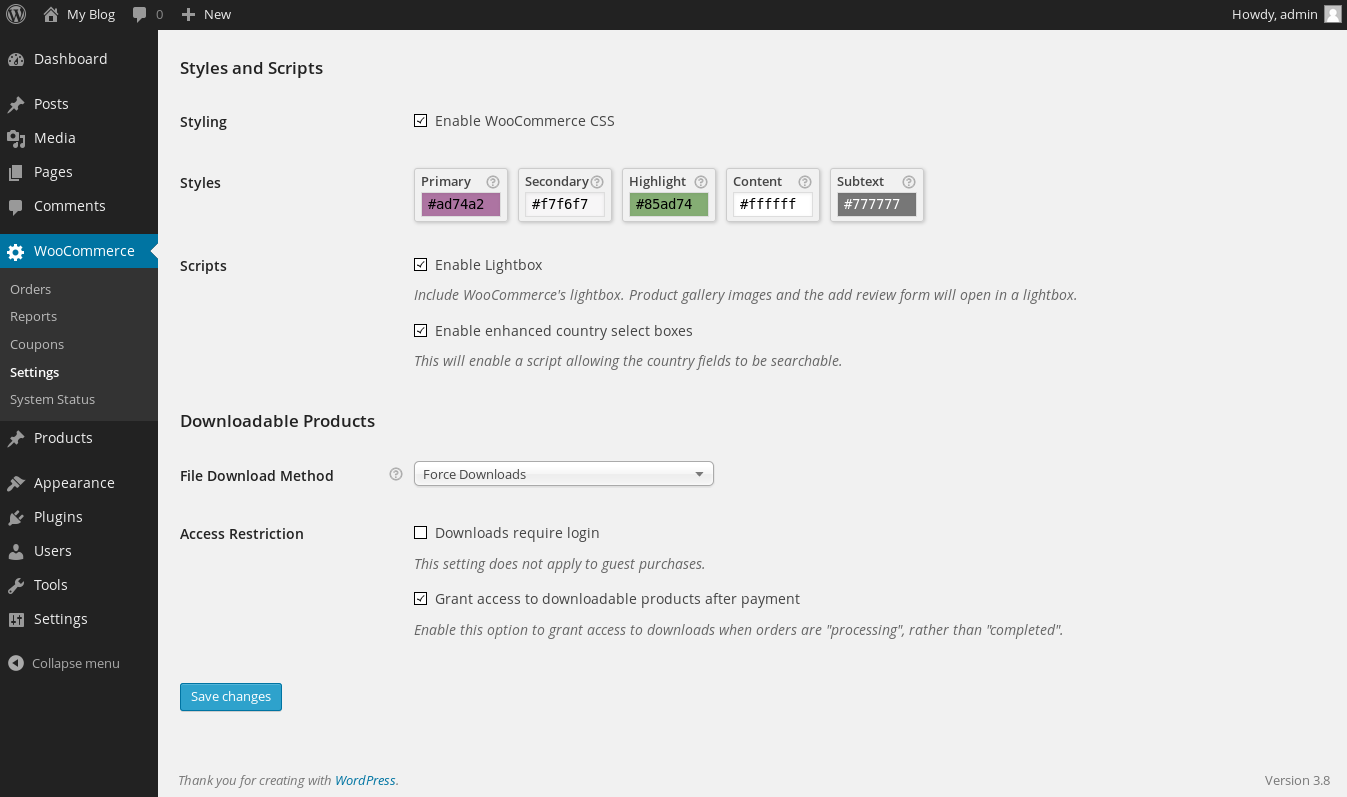 My Blog 0 New Howdy, admin
Dashboard
Posts
Media
Pages
Comments
WooCommerce
Orders
Reports
Coupons
Settings
System Status
Products
Appearance
Plugins
Users
Tools
Settings
Collapse menu
Styles and Scripts
Styling Enable WooCommerce CSS
Styles Primary Secondary Highlight Content Subtext
#ad74a2 #f7f6f7 #85ad74 #ffffff #777777
Scripts Enable Lightbox
Include WooCommerce's lightbox. Product gallery images and the add review form will open in a lightbox.
Enable enhanced country select boxes
This will enable a script allowing the country fields to be searchable.
Downloadable Products
File Download Method Force Downloads
Access Restriction Downloads require login
This setting does not apply to guest purchases.
Grant access to downloadable products after payment
Enable this option to grant access to downloads when orders are "processing", rather than "completed".
Save changes
Thank you for creating with WordPress. Version 3.8